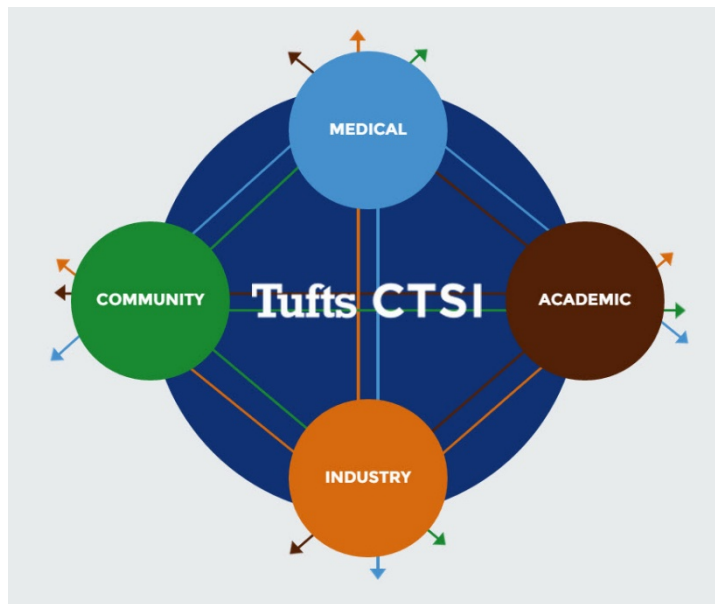 MEDICAL
COMMUNITY
Tufts CTSI
ACADEMIC
INDUSTRY